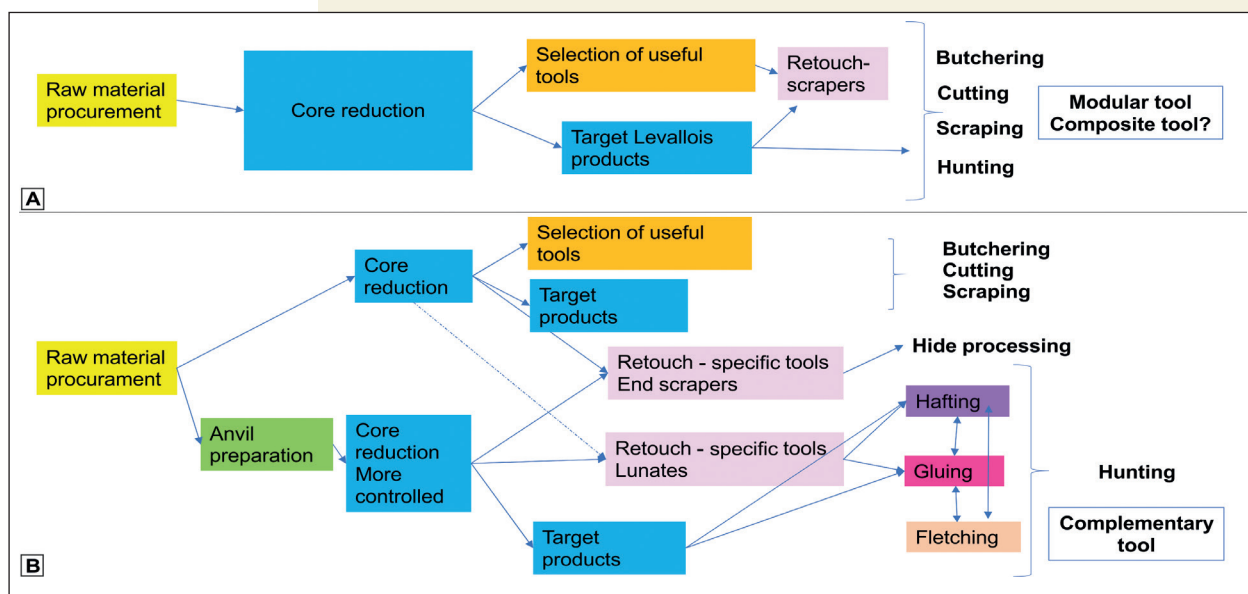 A
Raw material
procurement
Core reduction
Selection of useful
tools
Target Levallois
products
Retouch-
scrapers
Butchering
Cutting
Scraping
Hunting
Modular tool
Composite tool?
B
Raw material
procurament
Anvil
preparation
Core
reduction
Core
reduction
More
controlled
Selection of useful
tools
Target
products
Retouch - specific tools
End scrapers
Retouch - specific tools
Lunates
Target
products
Butchering
Cutting
Scraping
Hide processing
Hafting
Gluing
Fletching
Hunting
Complementary
tool